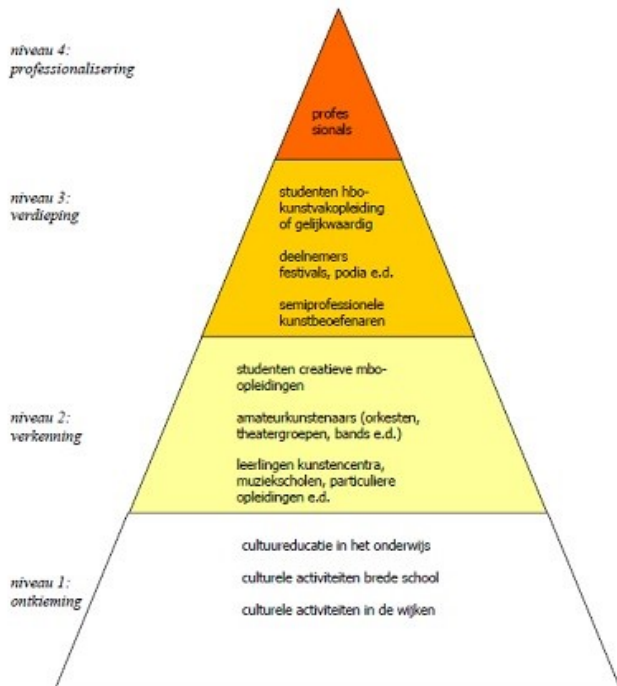 niveau 4:
professionalisering
profes
sionals
niveau 3:
verdieping
studenten hbo-
kunstvakopleiding
of gelijkwaardig
deelnemers
festivals, podia e.d.
semiprofessionele
kunstbeoefenaren
niveau 2:
verkenning
studenten creatieve mbo-
opleidingen
amateurkunstenaars (orkesten,
theatergroepen, bands e.d.)
leerlingen kunstencentra,
muziekscholen, particuliere
opleidingen e.d.
niveau 1:
ontkieming
cultuureducatie in het onderwijs
culturele activiteiten brede school
culturele activiteiten in de wijken